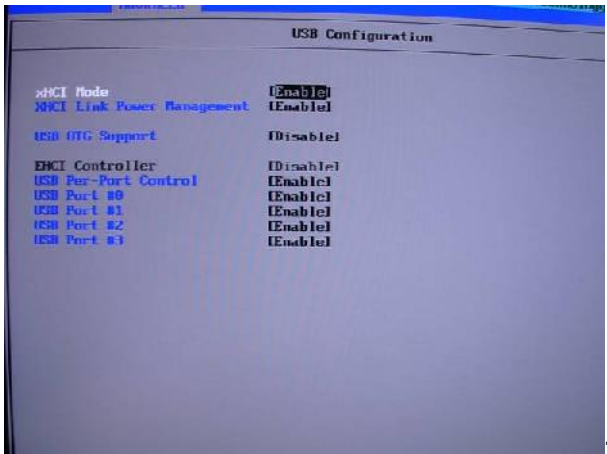 USB Configuration
xHCI Mode [Enable]
XHCI Link Power Management [Enable]
USB OTG Support [Disable]
EHCI Controller [Disable]
USB Per-Port Control [Enable]
USB Port #0 [Enable]
USB Port #1 [Enable]
USB Port #2 [Enable]
USB Port #3 [Enable]